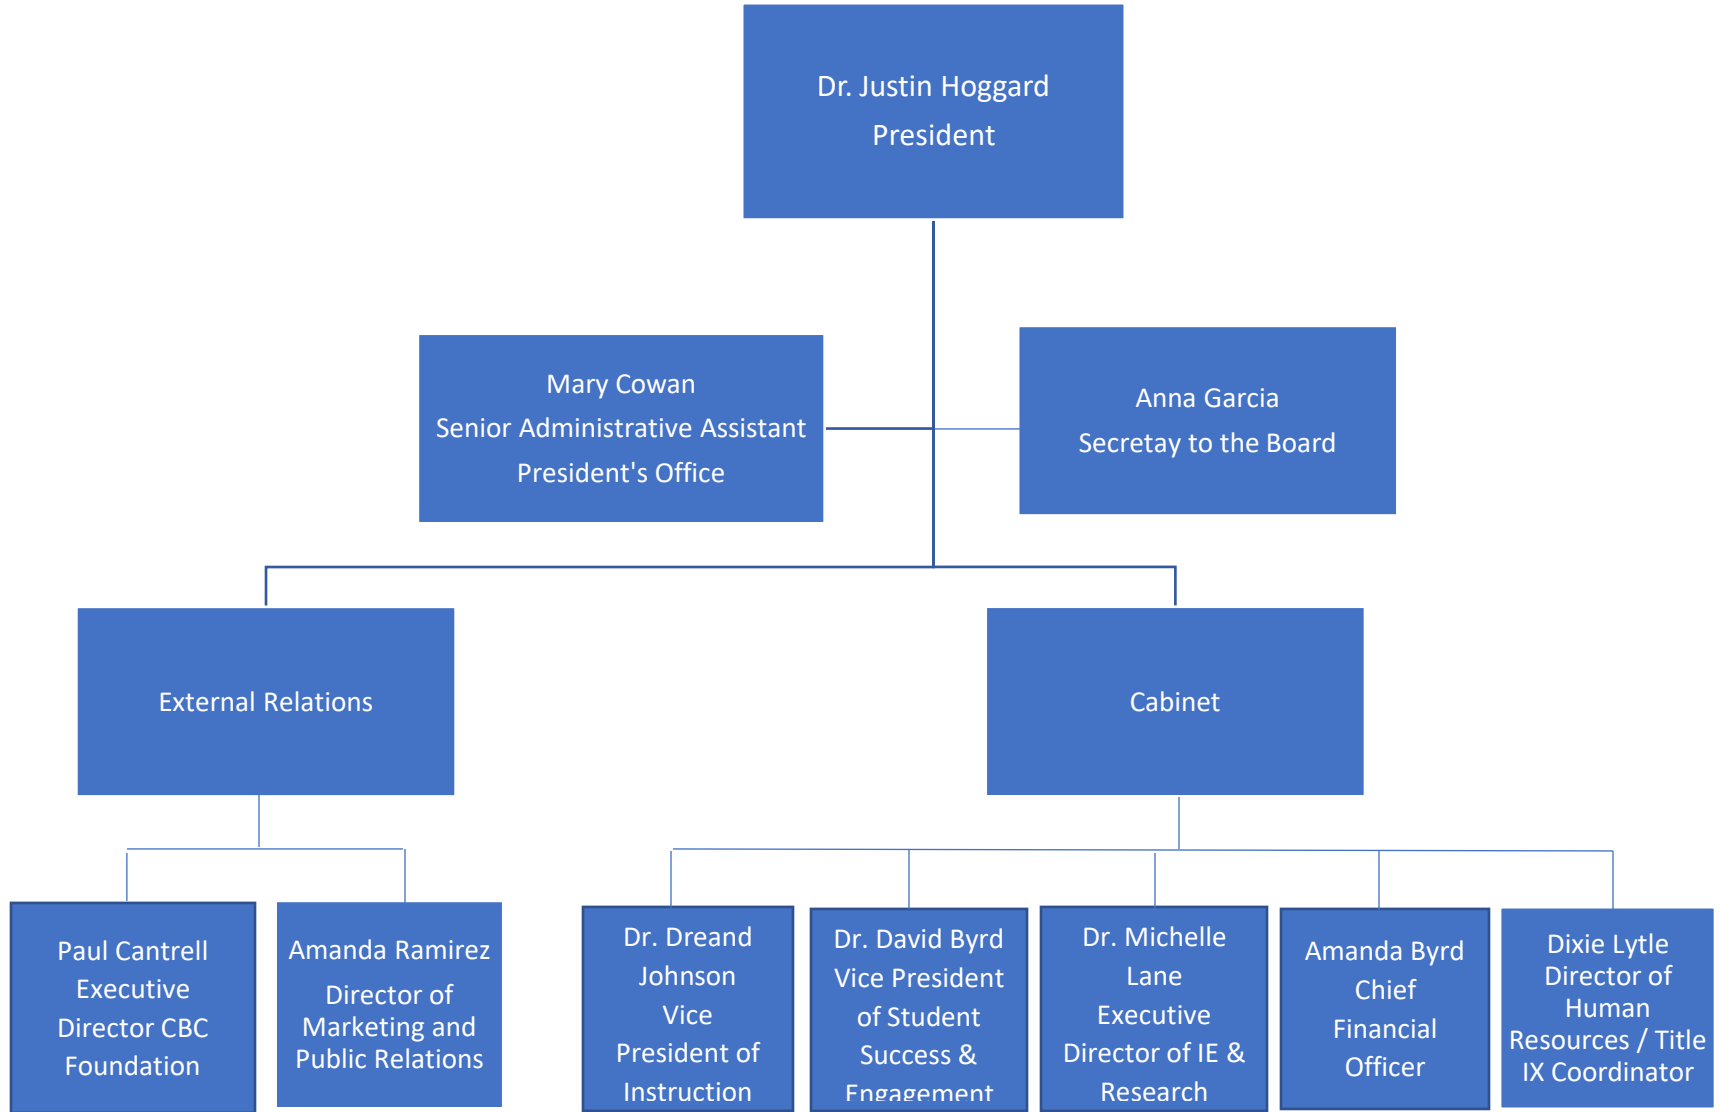 Dr. Justin Hoggard
President
Mary Cowan
Senior Administrative Assistant
President's Office
Anna Garcia
Secretay to the Board
External Relations
Cabinet
Paul Cantrell
Executive
Director CBC
Foundation
Amanda Ramirez
Director of
Marketing and
Public Relations
Dr. Dreand
Johnson
Vice
President of
Instruction
Dr. David Byrd
Vice President
of Student
Success &
Engagement
Dr. Michelle
Lane
Executive
Director of IE &
Research
Amanda Byrd
Chief
Financial
Officer
Dixie Lytle
Director of
Human
Resources / Title
IX Coordinator